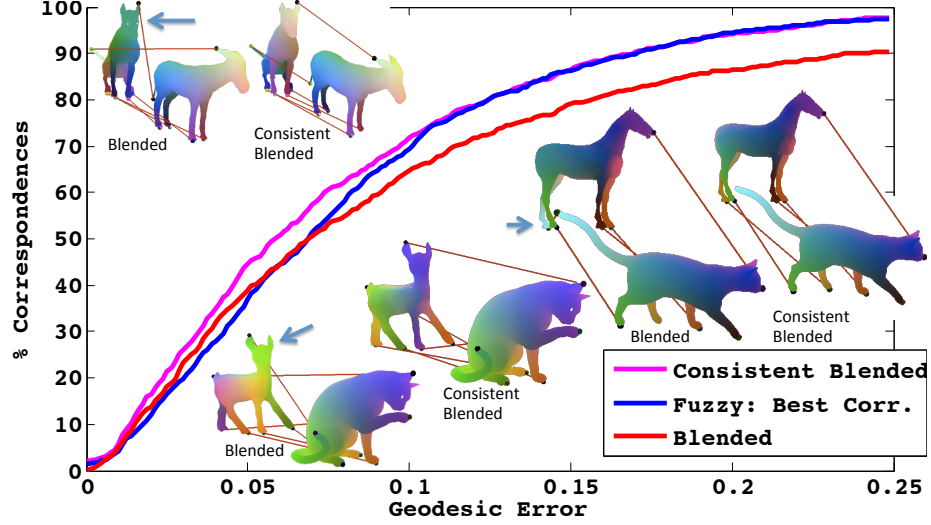 100
90
80
70
60
50
40
30
20
10
0
% Correspondences
Blended
Consistent
Blended
Blended
Consistent
Blended
Blended
Consistent
Blended
Consistent Blended
Fuzzy: Best Corr.
Blended
0
0.05
0.1
0.15
0.2
0.25
Geodesic Error